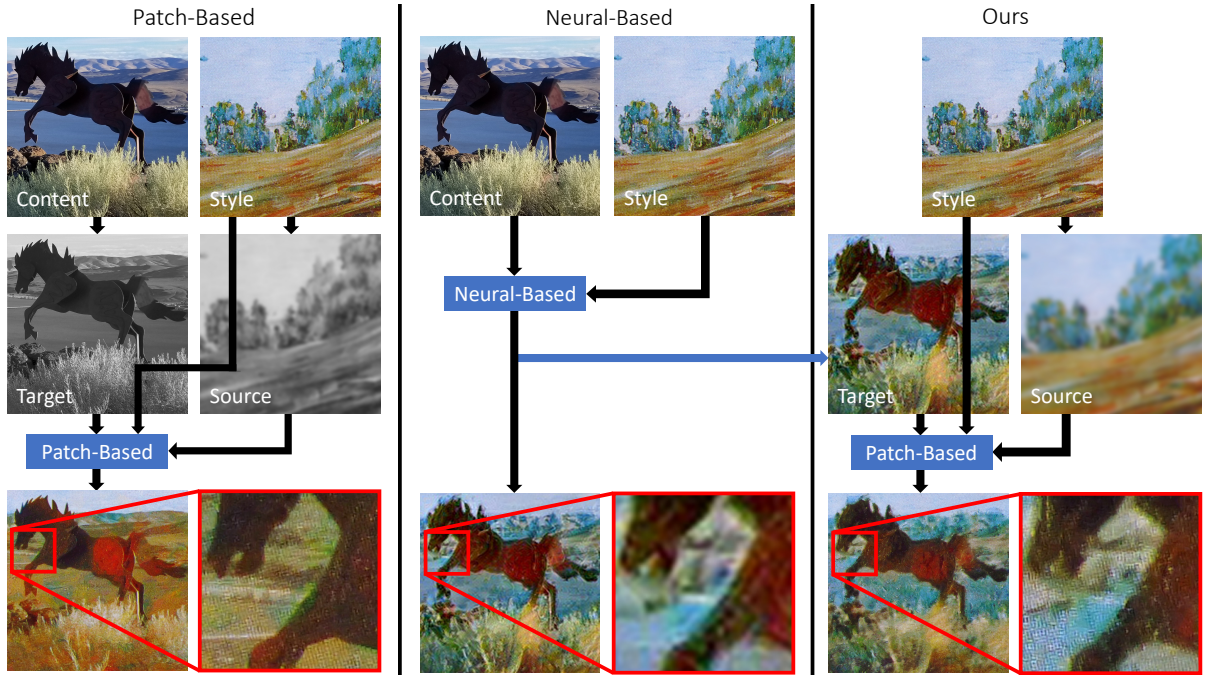 Patch-Based
Neural-Based
Ours
Content
Style
Content
Style
Style
Neural-Based
Target
Source
Target
Source
Patch-Based
Patch-Based